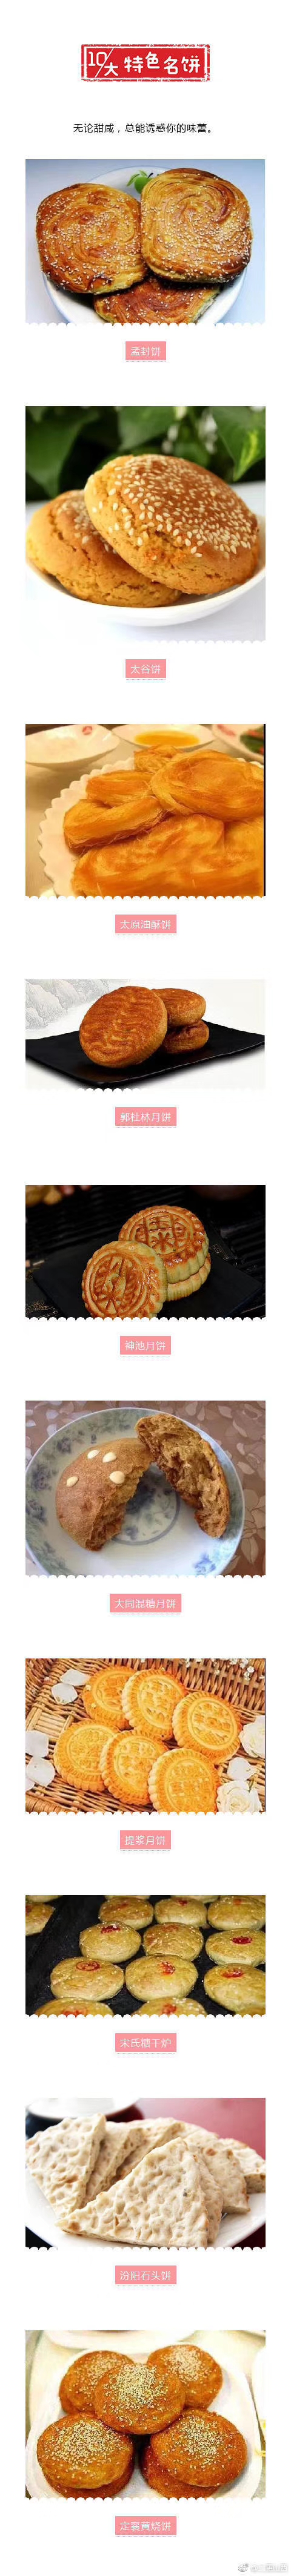 10大特色名饼
无论甜咸，总能诱惑你的味蕾。
孟封饼
太谷饼
太原油酥饼
郭杜林月饼
神池月饼
大同混糖月饼
提浆月饼
宋氏糖干炉
汾阳石头饼
定襄黄烧饼